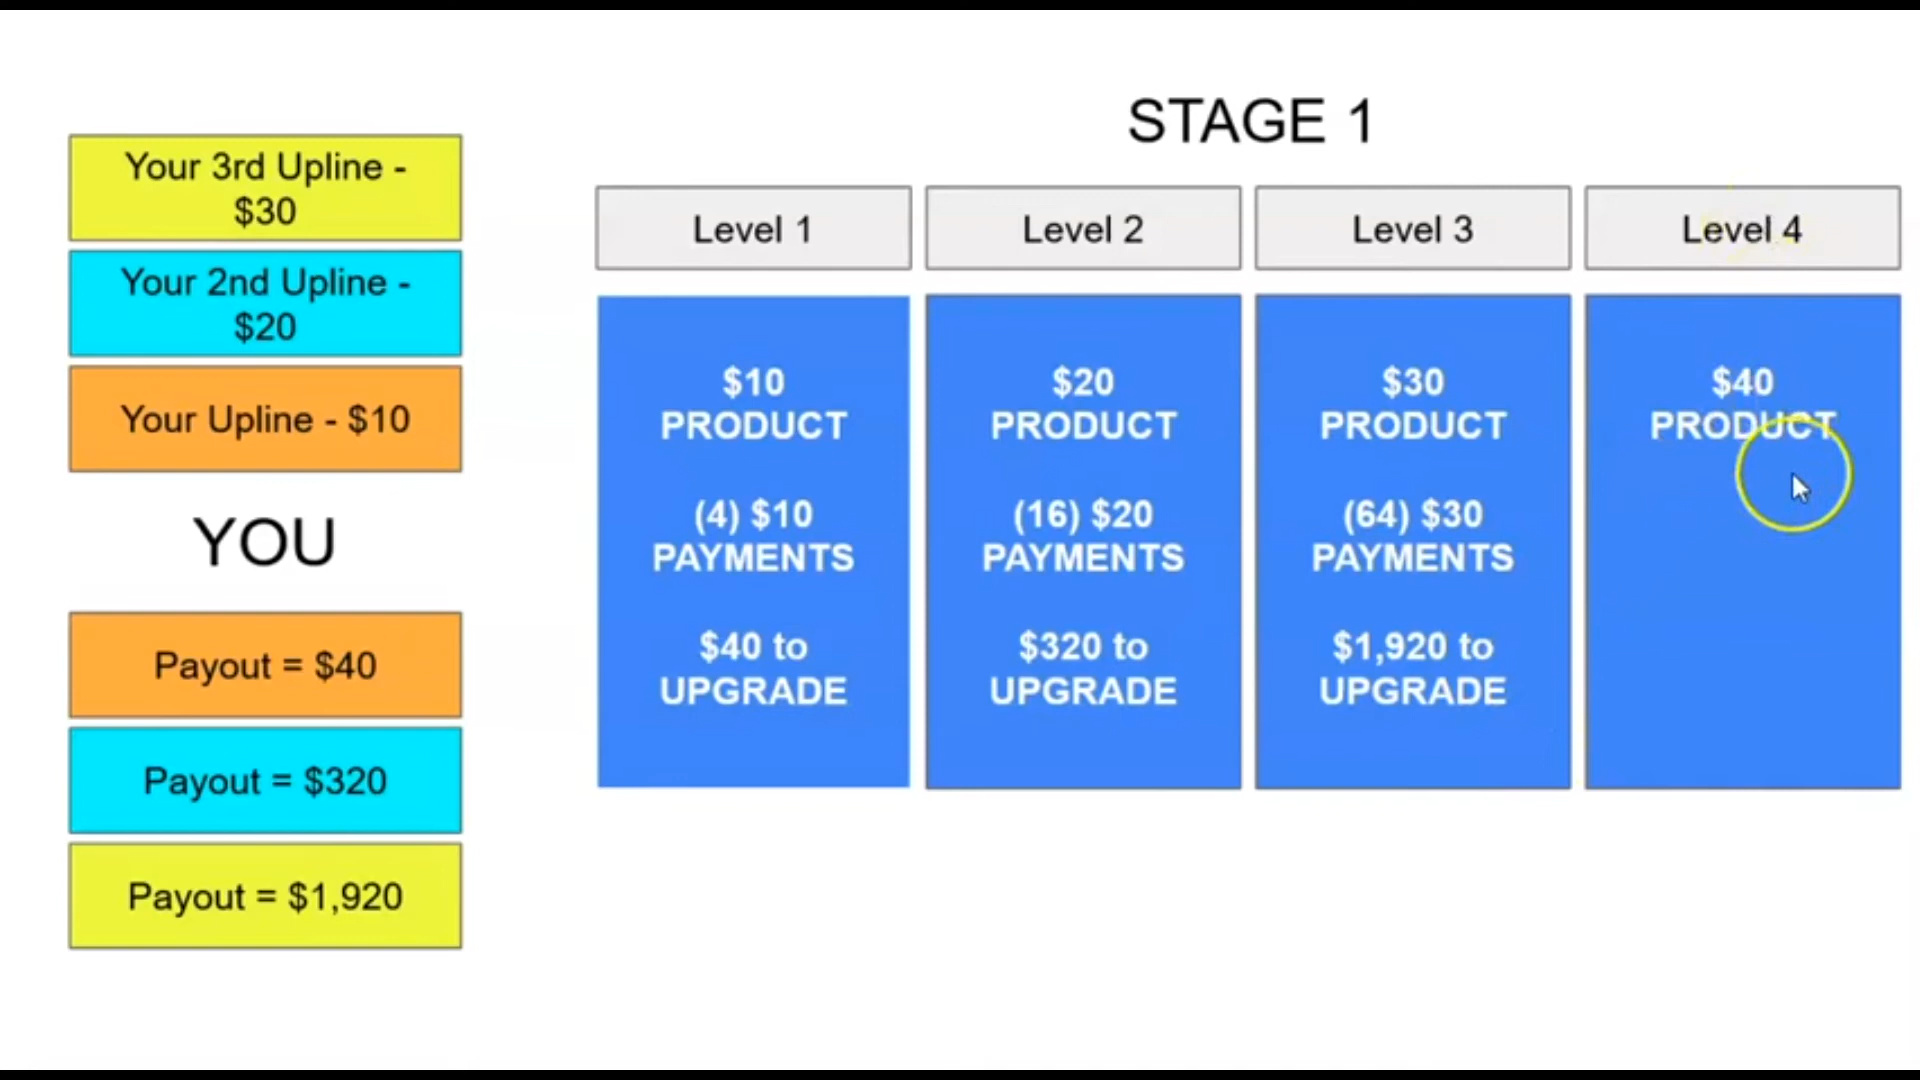 Your 3rd Upline -
$30
Your 2nd Upline -
$20
Your Upline - $10
YOU
Payout = $40
Payout = $320
Payout = $1,920
STAGE 1
Level 1
Level 2
Level 3
Level 4
$10
PRODUCT
(4) $10
PAYMENTS
$40 to
UPGRADE
$20
PRODUCT
(16) $20
PAYMENTS
$320 to
UPGRADE
$30
PRODUCT
(64) $30
PAYMENTS
$1,920 to
UPGRADE
$40
PRODUCT